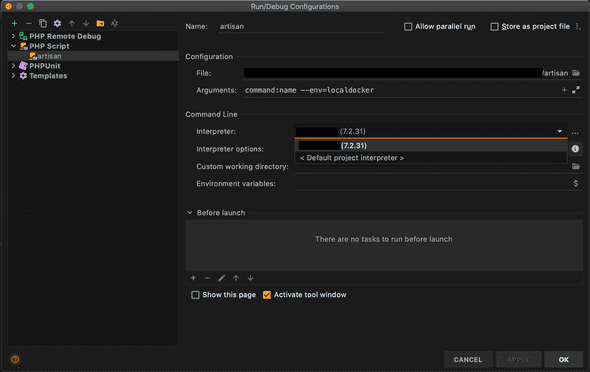 Run/Debug Configurations
PHP Remote Debug
PHP Script
artisan
PHPUnit
Templates
Name: artisan
Allow parallel run
Store as project file
Configuration
File: /artisan
Arguments: command:name --env=localdocker
Command Line
Interpreter: (7.2.31)
(7.2.31)
Interpreter options:
< Default project interpreter >
Custom working directory:
Environment variables:
Before launch
There are no tasks to run before launch
Show this page
Activate tool window
CANCEL
APPLY
OK